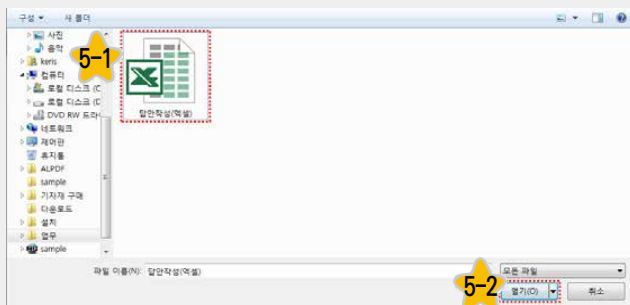 구성 ▼ 새 폴더
사진
음악
keris
컴퓨터
로컬 디스크 (C
로컬 디스크 (D
DVD RW 드라이
네트워크
제어판
휴지통
ALPDF
sample
기자재 구매
다운로드
설치
업무
sample
5-1
답안작성(엑셀)
파일 이름(N): 답안작성(엑셀)
모든 파일
5-2
열기(O)
취소